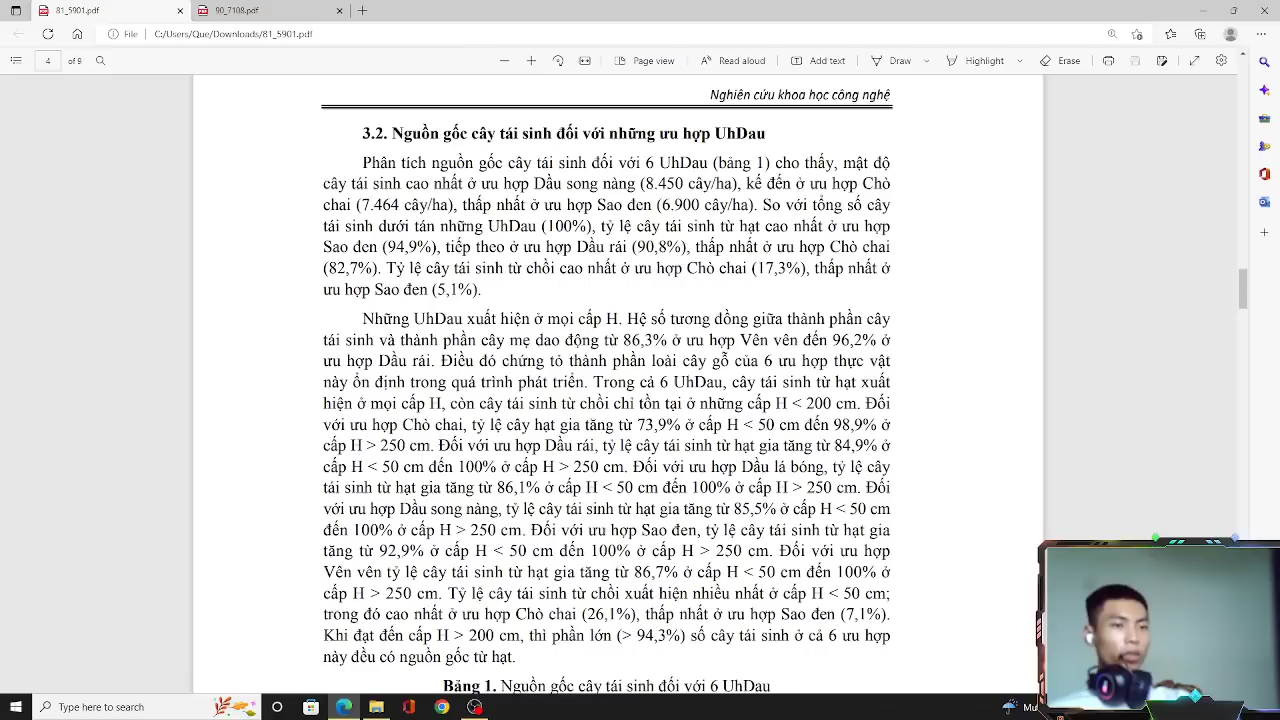 81_5901.pdf
90_7108.pdf
File
C:/Users/Que/Downloads/81_5901.pdf
4 of 9
Page view
Read aloud
Add text
Draw
Highlight
Erase
Nghiên cứu khoa học công nghệ
3.2. Nguồn gốc cây tái sinh đối với những ưu hợp UhDau
Phân tích nguồn gốc cây tái sinh đối với 6 UhDau (bảng 1) cho thấy, mật độ
cây tái sinh cao nhất ở ưu hợp Dầu song nàng (8.450 cây/ha), kế đến ở ưu hợp Chò
chai (7.464 cây/ha), thấp nhất ở ưu hợp Sao đen (6.900 cây/ha). So với tổng số cây
tái sinh dưới tán những UhDau (100%), tỷ lệ cây tái sinh từ hạt cao nhất ở ưu hợp
Sao đen (94,9%), tiếp theo ở ưu hợp Dầu rái (90,8%), thấp nhất ở ưu hợp Chò chai
(82,7%). Tỷ lệ cây tái sinh từ chồi cao nhất ở ưu hợp Chò chai (17,3%), thấp nhất ở
ưu hợp Sao đen (5,1%).
Những UhDau xuất hiện ở mọi cấp H. Hệ số tương đồng giữa thành phần cây
tái sinh và thành phần cây mẹ dao động từ 86,3% ở ưu hợp Vên vên đến 96,2% ở
ưu hợp Dầu rái. Điều đó chứng tỏ thành phần loài cây gỗ của 6 ưu hợp thực vật
này ổn định trong quá trình phát triển. Trong cả 6 UhDau, cây tái sinh từ hạt xuất
hiện ở mọi cấp H, còn cây tái sinh từ chồi chỉ tồn tại ở những cấp H < 200 cm. Đối
với ưu hợp Chò chai, tỷ lệ cây hạt gia tăng từ 73,9% ở cấp H < 50 cm đến 98,9% ở
cấp H > 250 cm. Đối với ưu hợp Dầu rái, tỷ lệ cây tái sinh từ hạt gia tăng từ 84,9% ở
cấp H < 50 cm đến 100% ở cấp H > 250 cm. Đối với ưu hợp Dầu lá bóng, tỷ lệ cây
tái sinh từ hạt gia tăng từ 86,1% ở cấp H < 50 cm đến 100% ở cấp H > 250 cm. Đối
với ưu hợp Dầu song nàng, tỷ lệ cây tái sinh từ hạt gia tăng từ 85,5% ở cấp H < 50 cm
đến 100% ở cấp H > 250 cm. Đối với ưu hợp Sao đen, tỷ lệ cây tái sinh từ hạt gia
tăng từ 92,9% ở cấp H < 50 cm đến 100% ở cấp H > 250 cm. Đối với ưu hợp
Vên vên tỷ lệ cây tái sinh từ hạt gia tăng từ 86,7% ở cấp H < 50 cm đến 100% ở
cấp H > 250 cm. Tỷ lệ cây tái sinh từ chồi xuất hiện nhiều nhất ở cấp H < 50 cm;
trong đó cao nhất ở ưu hợp Chò chai (26,1%), thấp nhất ở ưu hợp Sao đen (7,1%).
Khi đạt đến cấp H > 200 cm, thì phần lớn (> 94,3%) số cây tái sinh ở cả 6 ưu hợp
này đều có nguồn gốc từ hạt.
Bảng 1. Nguồn gốc cây tái sinh đối với 6 UhDau
Type here to search